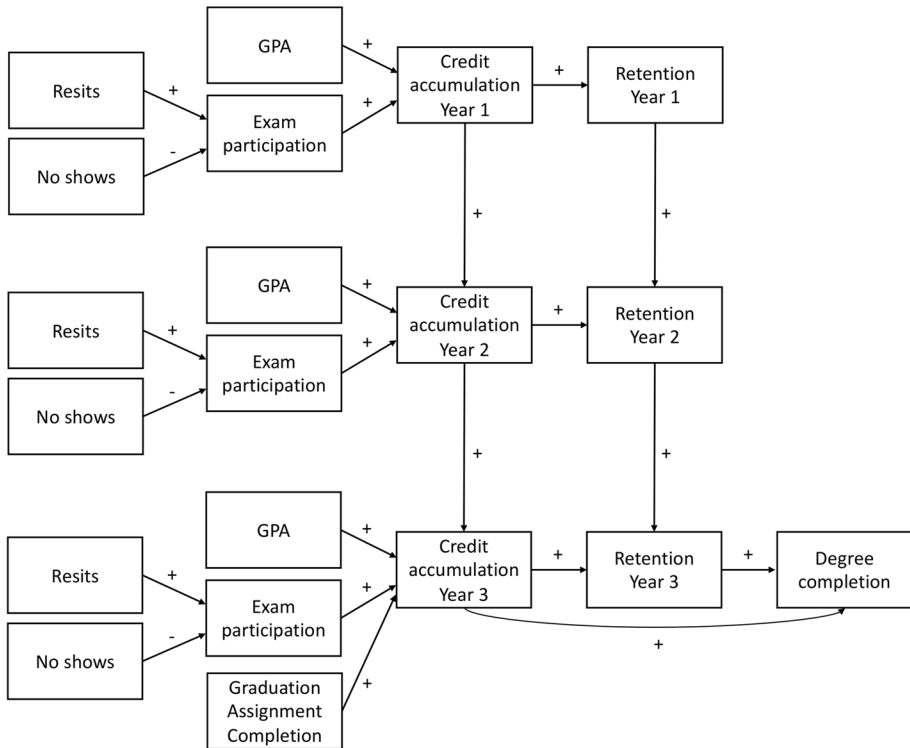 GPA
+
Credit
accumulation
Year 1
+
Retention
Year 1
Resits
+
Exam
participation
+
No shows
-
+
+
GPA
+
Credit
accumulation
Year 2
+
Retention
Year 2
Resits
+
Exam
participation
+
No shows
-
+
+
GPA
+
Credit
accumulation
Year 3
+
Retention
Year 3
+
Degree
completion
Resits
+
Exam
participation
+
No shows
-
+
Graduation
Assignment
Completion
+